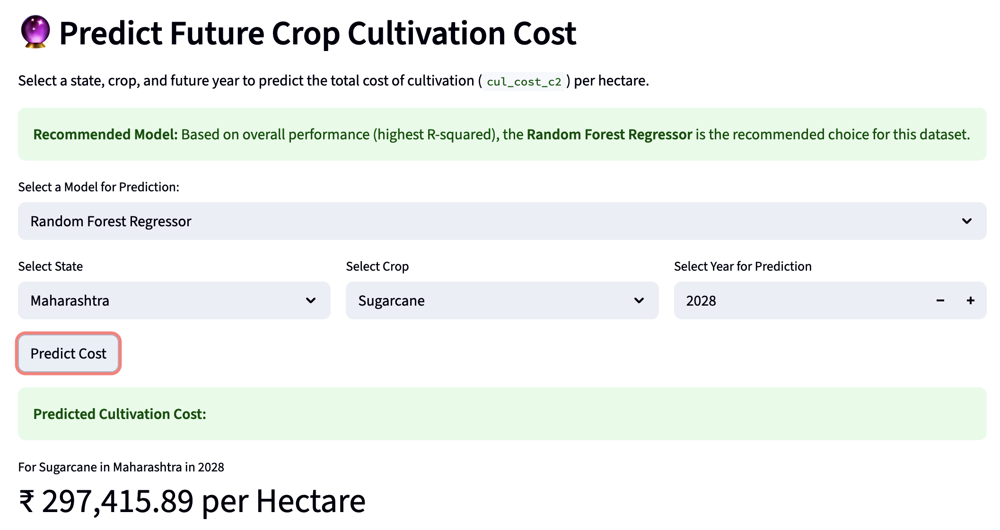 Predict Future Crop Cultivation Cost
Select a state, crop, and future year to predict the total cost of cultivation ( cul_cost_c2 ) per hectare.
Recommended Model: Based on overall performance (highest R-squared), the Random Forest Regressor is the recommended choice for this dataset.
Select a Model for Prediction:
Random Forest Regressor
Select State
Select Crop
Select Year for Prediction
Maharashtra
Sugarcane
2028
Predict Cost
Predicted Cultivation Cost:
For Sugarcane in Maharashtra in 2028
₹ 297,415.89 per Hectare